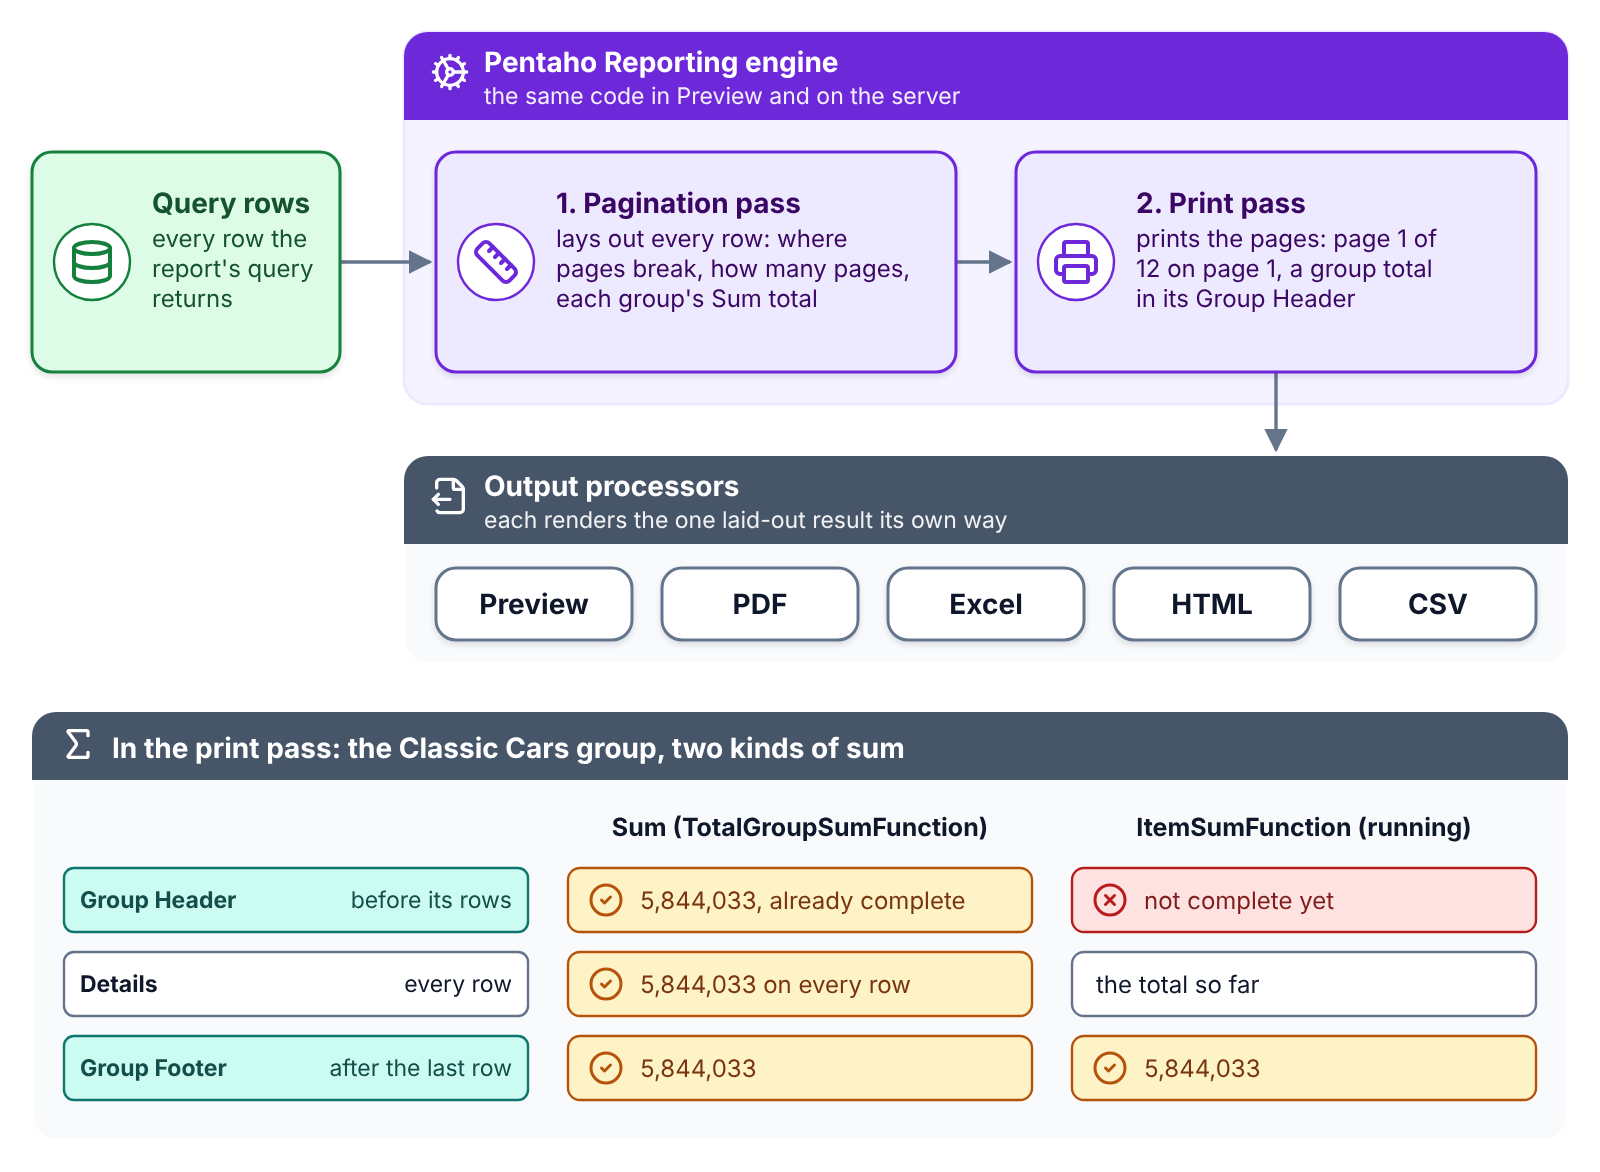 Pentaho Reporting engine
the same code in Preview and on the server
Query rows
every row the
report's query
returns
1. Pagination pass
lays out every row: where
pages break, how many pages,
each group's Sum total
2. Print pass
prints the pages: page 1 of
12 on page 1, a group total
in its Group Header
Output processors
each renders the one laid-out result its own way
Preview
PDF
Excel
HTML
CSV
In the print pass: the Classic Cars group, two kinds of sum
Sum (TotalGroupSumFunction)
ItemSumFunction (running)
Group Header
before its rows
5,844,033, already complete
not complete yet
Details
every row
5,844,033 on every row
the total so far
Group Footer
after the last row
5,844,033
5,844,033